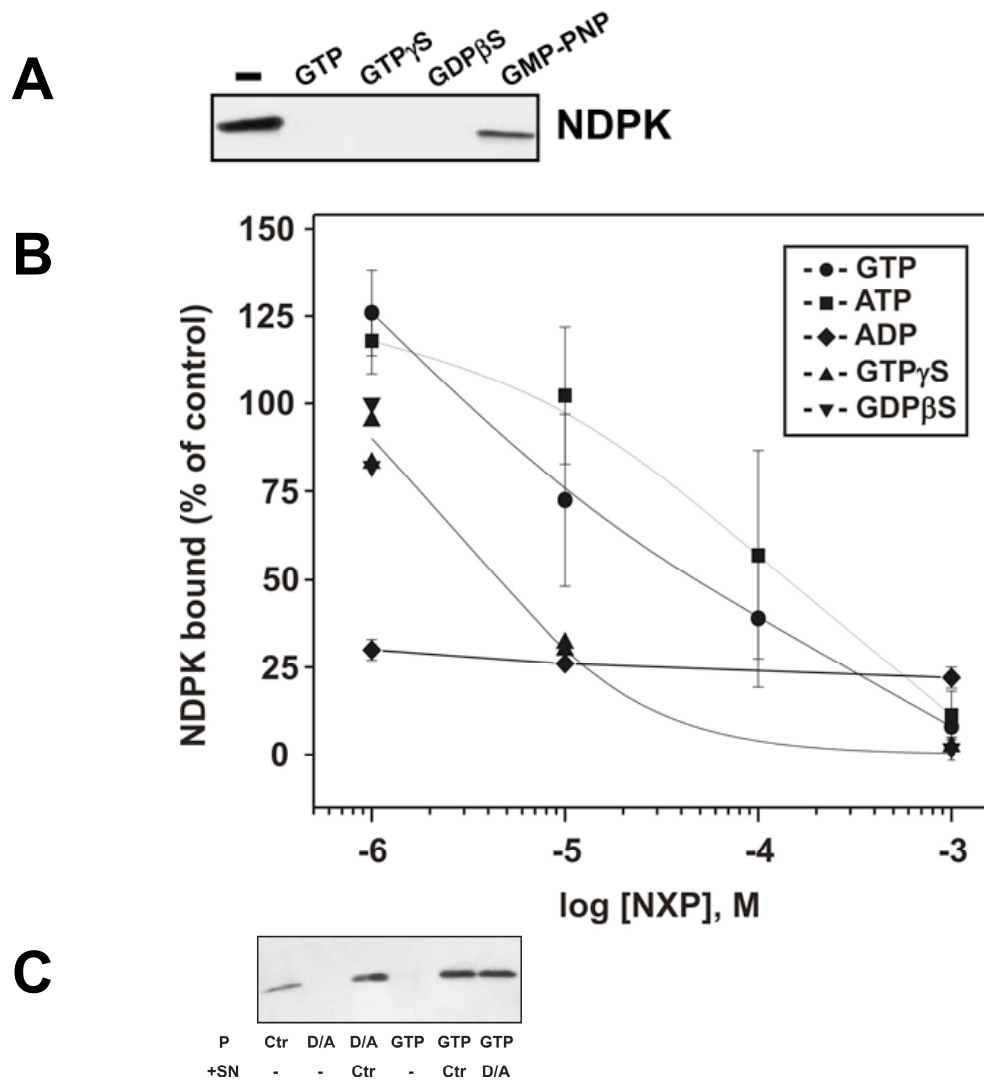 A
- GTP GTPγS GDPβS GMP-PNP
NDPK
B
NDPK bound (% of control)
150
125
100
75
50
25
0
- ● - GTP
- ■ - ATP
- ◆ - ADP
- ▲ - GTPγS
- ▼ - GDPβS
-6 -5 -4 -3
log [NXP], M
C
P Ctr D/A D/A GTP GTP GTP
+SN - - Ctr - Ctr D/A